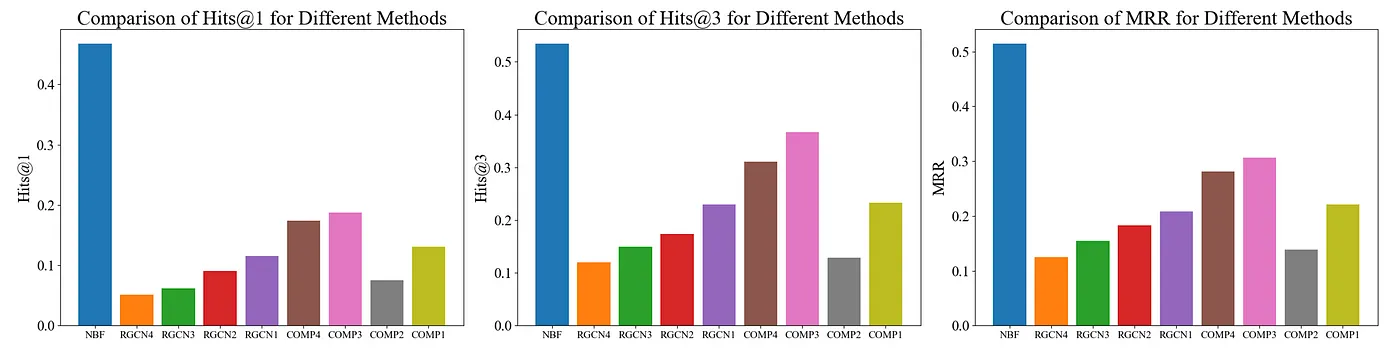 Comparison of Hits@1 for Different Methods
Hits@1
0.4
0.3
0.2
0.1
0.0
NBF RGCN4 RGCN3 RGCN2 RGCN1 COMP4 COMP3 COMP2 COMP1
Comparison of Hits@3 for Different Methods
Hits@3
0.5
0.4
0.3
0.2
0.1
0.0
NBF RGCN4 RGCN3 RGCN2 RGCN1 COMP4 COMP3 COMP2 COMP1
Comparison of MRR for Different Methods
MRR
0.5
0.4
0.3
0.2
0.1
0.0
NBF RGCN4 RGCN3 RGCN2 RGCN1 COMP4 COMP3 COMP2 COMP1